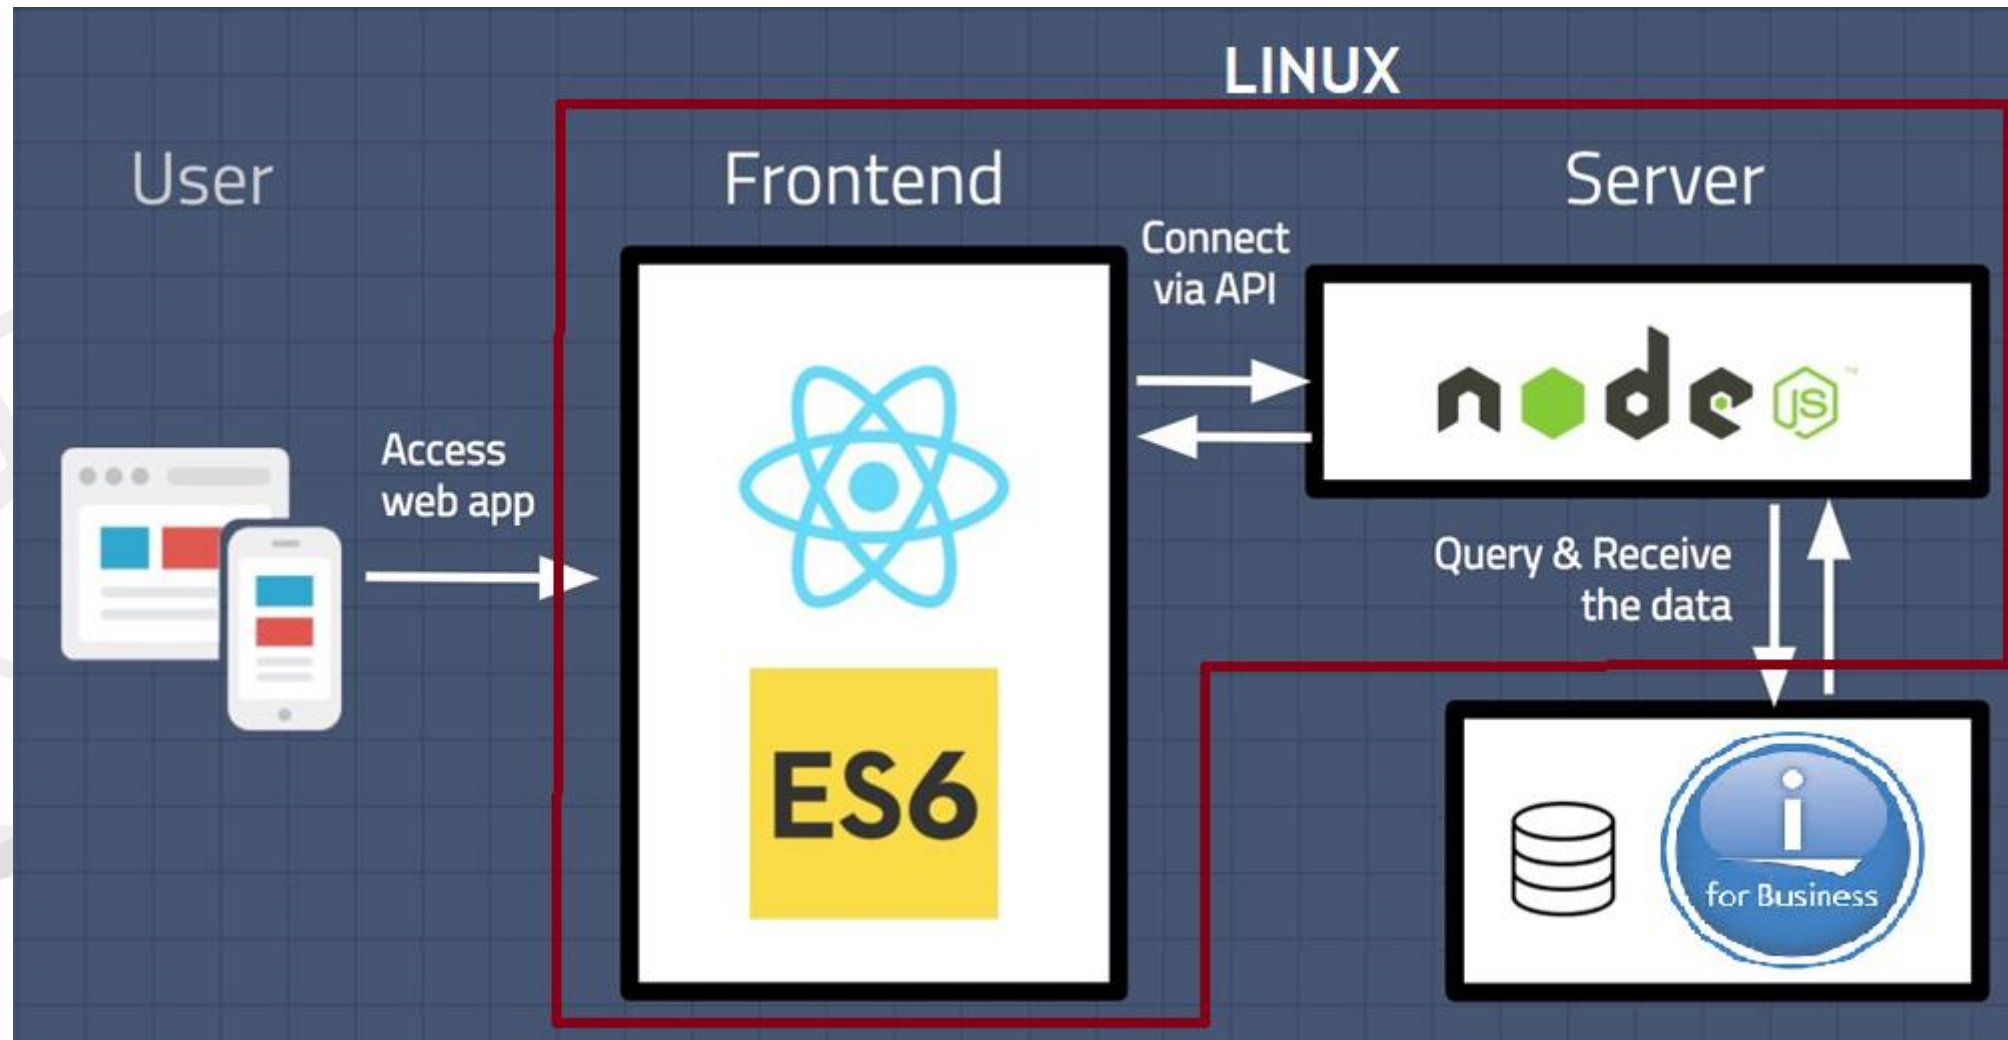 LINUX
User
Frontend
Server
Connect
via API
Access
web app
node JS ™
Query & Receive
the data
ES6
i
for Business